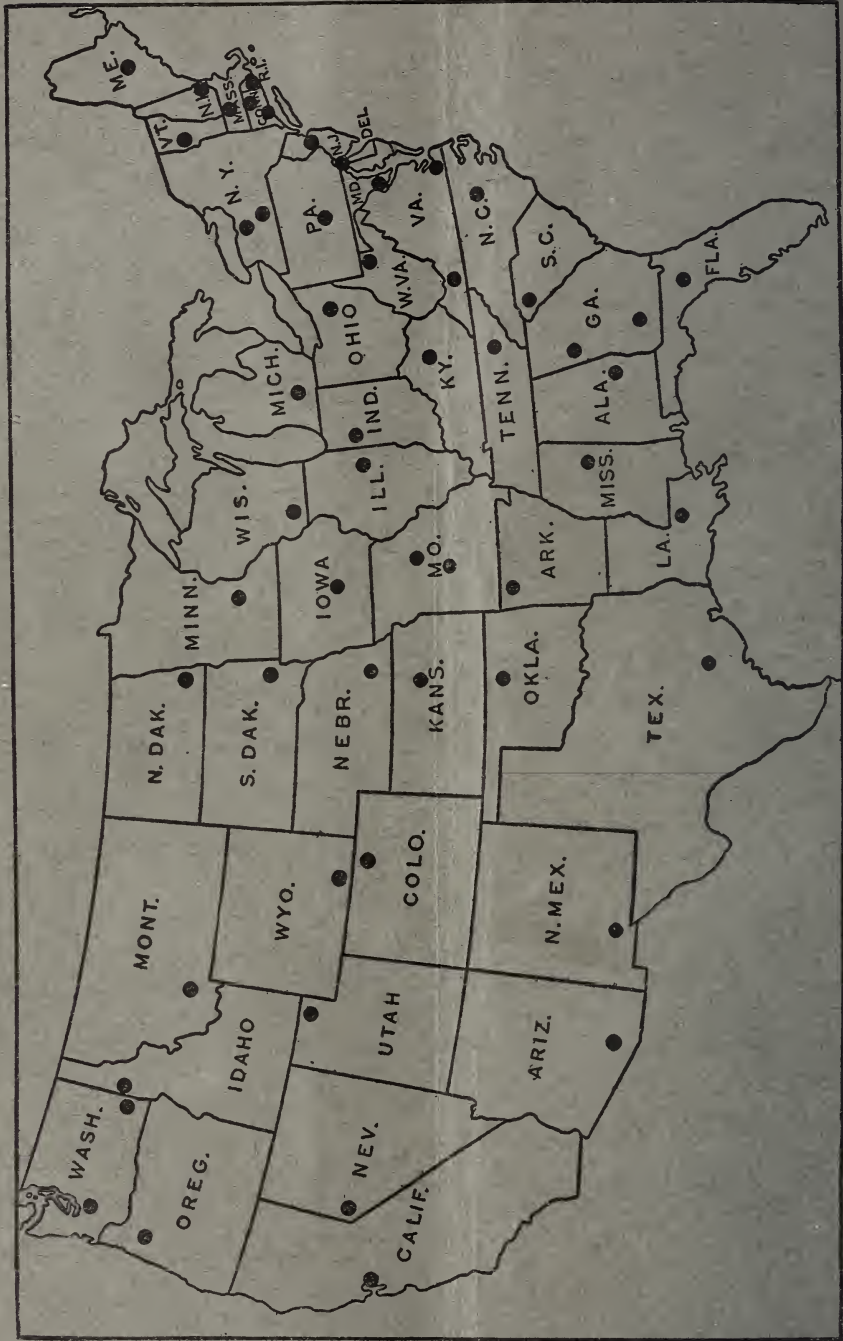 WASH.
OREG.
CALIF.
NEV.
IDAHO
MONT.
WYO.
UTAH
ARIZ.
COLO.
N. MEX.
N. DAK.
S. DAK.
NEBR.
KANS.
OKLA.
TEX.
MINN.
IOWA
MO.
ARK.
LA.
WIS.
ILL.
MISS.
MICH.
IND.
OHIO
KY.
TENN.
ALA.
GA.
FLA.
S.C.
N.C.
VA.
W.VA.
MD.
DEL
N.J.
PA.
N. Y.
VT.
N.H.
MASS.
CONN.
R.I.
ME.